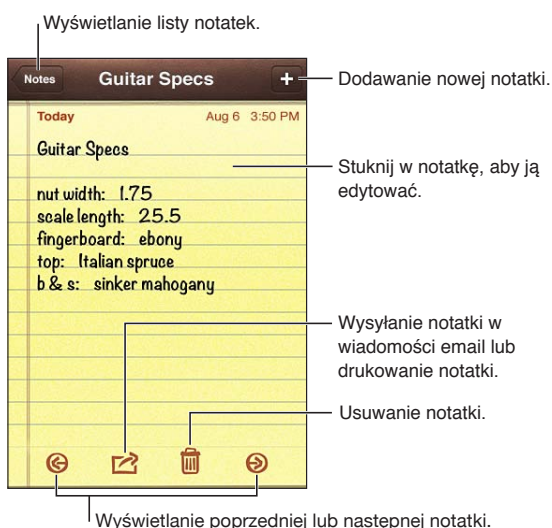 Wyświetlanie listy notatek.
Notes
Guitar Specs
+
Dodawanie nowej notatki.
Today
Aug 6 3:50 PM
Guitar Specs
Stuknij w notatkę, aby ją
edytować.
nut width: 1.75
scale length: 25.5
fingerboard: ebony
top: Italian spruce
b & s: sinker mahogany
Wysyłanie notatki w
wiadomości email lub
drukowanie notatki.
Usuwanie notatki.
Wyświetlanie poprzedniej lub następnej notatki.